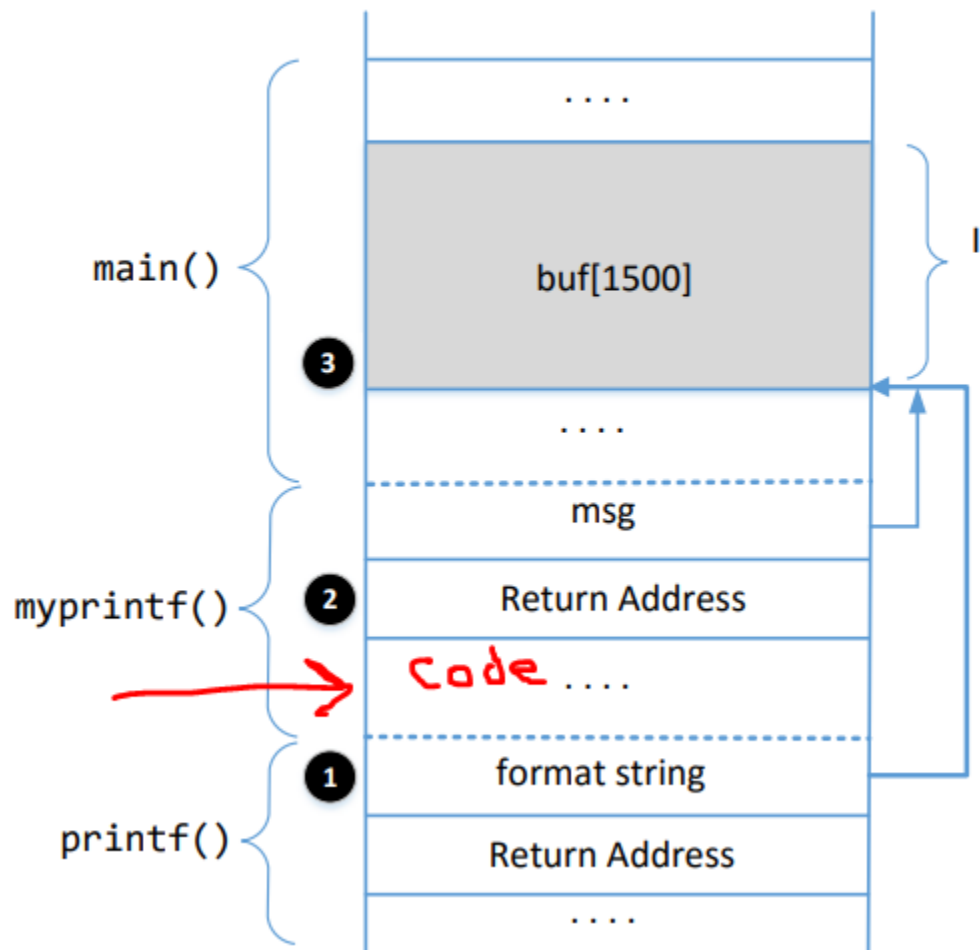 . . . .
main()
buf[1500]
I
3
. . . .
msg
myprintf()
2
Return Address
Code . . . .
1
format string
printf()
Return Address
. . . .